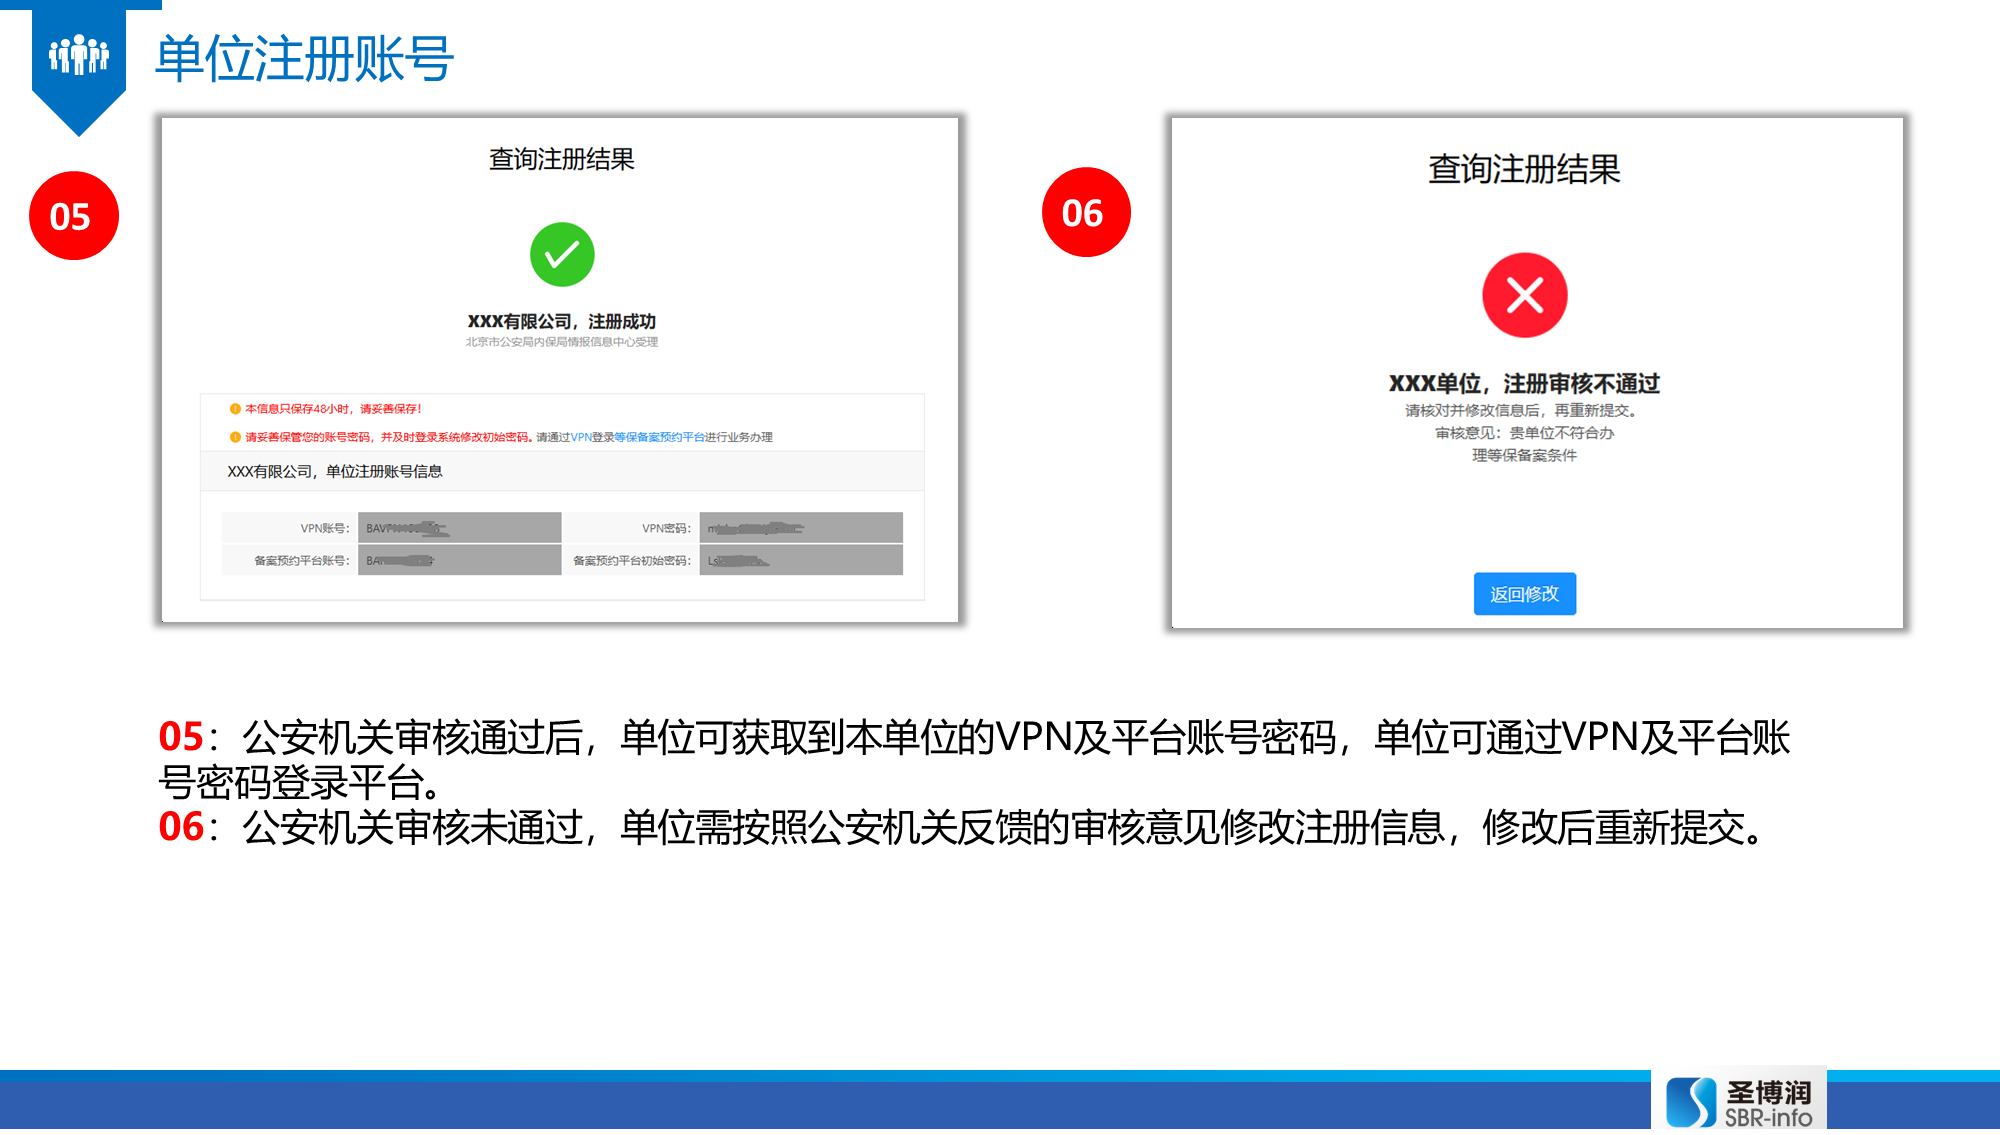 单位注册账号
05
查询注册结果
XXX有限公司，注册成功
北京市公安局内保局情报信息中心受理
本信息只保存48小时，请妥善保存！
请妥善保管您的账号密码，并及时登录系统修改初始密码。请通过VPN登录等保备案预约平台进行业务办理
XXX有限公司，单位注册账号信息
VPN账号：
VPN密码：
备案预约平台账号：
备案预约平台初始密码：
06
查询注册结果
XXX单位，注册审核不通过
请核对并修改信息后，再重新提交。
审核意见：贵单位不符合办
理等保备案条件
返回修改
05：公安机关审核通过后，单位可获取到本单位的VPN及平台账号密码，单位可通过VPN及平台账
号密码登录平台。
06：公安机关审核未通过，单位需按照公安机关反馈的审核意见修改注册信息，修改后重新提交。
圣博润
SBR-info